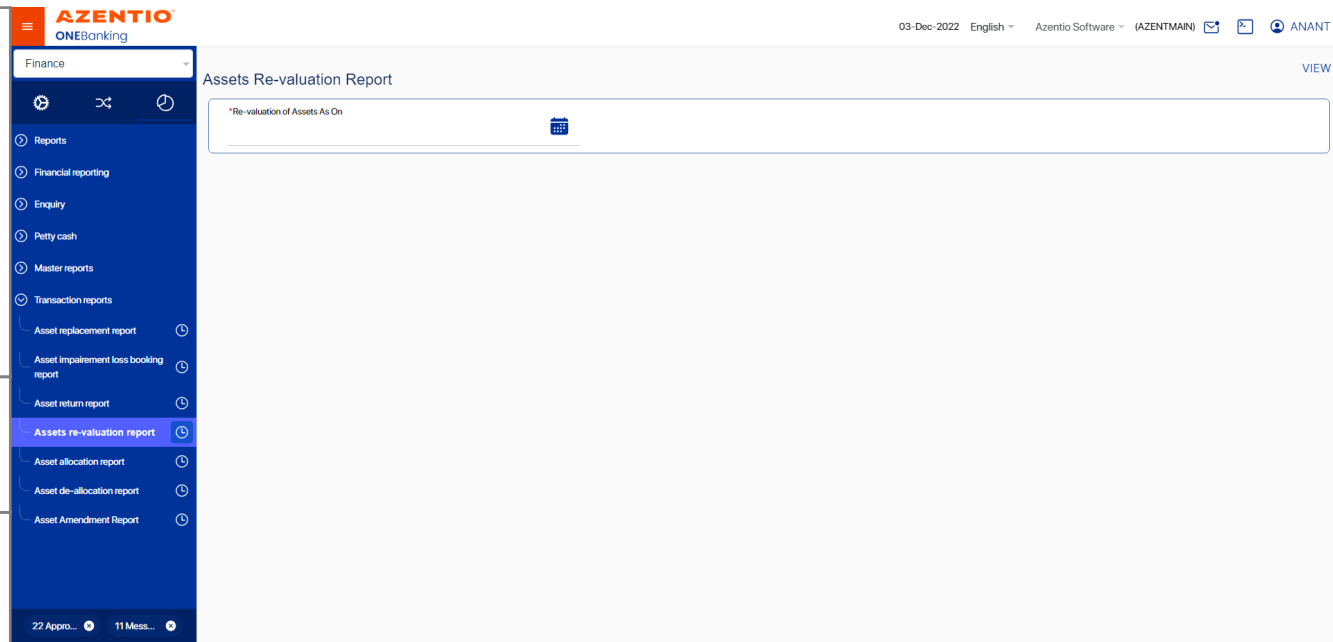 AZENTIO
ONEBanking
03-Dec-2022 English Azentio Software (AZENTMAIN) ANANT
Finance
VIEW
Assets Re-valuation Report
*Re-valuation of Assets As On
Reports
Financial reporting
Enquiry
Petty cash
Master reports
Transaction reports
Asset replacement report
Asset impairement loss booking
report
Asset return report
Assets re-valuation report
Asset allocation report
Asset de-allocation report
Asset Amendment Report
22 Appro... 11 Mess...